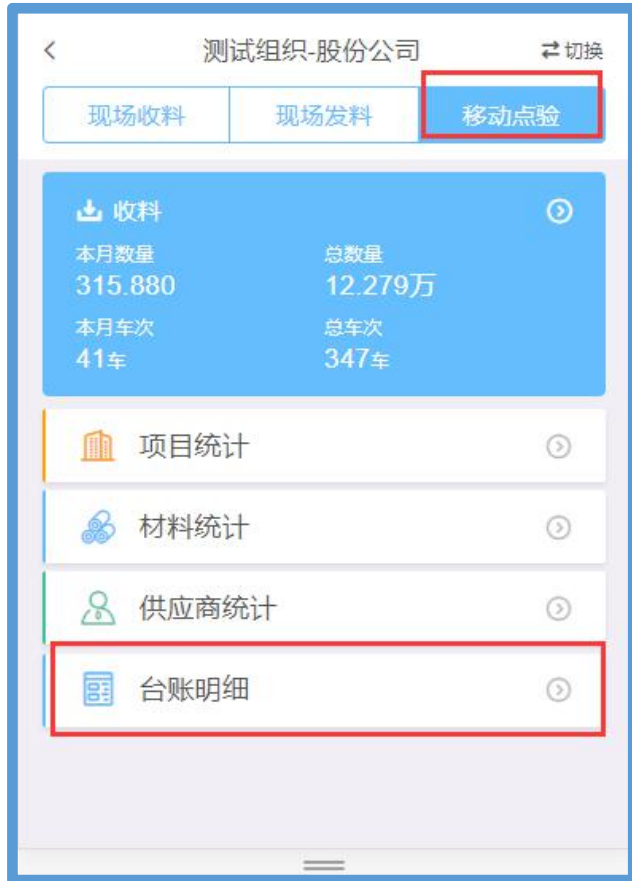 测试组织-股份公司 切换
现场收料 现场发料 移动点验
收料
本月数量 总数量
315.880 12.279万
本月车次 总车次
41车 347车
项目统计
材料统计
供应商统计
台账明细